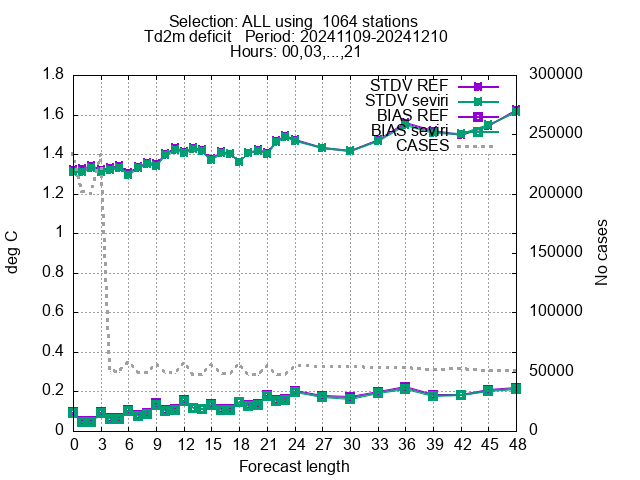 Selection: ALL using  1064 stations
Td2m deficit   Period: 20241109-20241210
Hours: 00,03,...,21
STDV REF
STDV seviri
BIAS REF
BIAS seviri
CASES
1.8
1.6
1.4
1.2
1
0.8
0.6
0.4
0.2
0
deg C
300000
250000
200000
150000
100000
50000
0
No cases
0 3 6 9 12 15 18 21 24 27 30 33 36 39 42 45 48
Forecast length